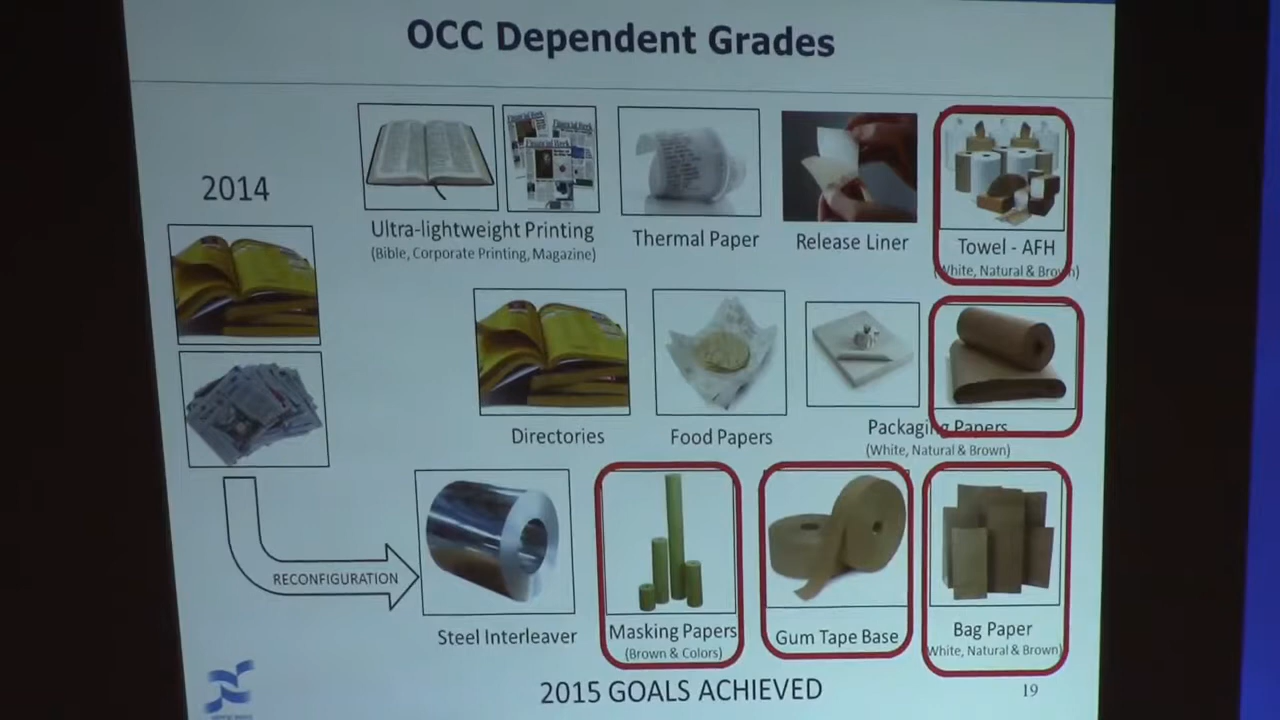 OCC Dependent Grades
2014
Ultra-lightweight Printing
(Bible, Corporate Printing, Magazine)
Thermal Paper
Release Liner
Towel - AFH
(White, Natural & Brown)
Directories
Food Papers
Packaging Papers
(White, Natural & Brown)
RECONFIGURATION
Steel Interleaver
Masking Papers
(Brown & Colors)
Gum Tape Base
Bag Paper
White, Natural & Brown)
2015 GOALS ACHIEVED
19